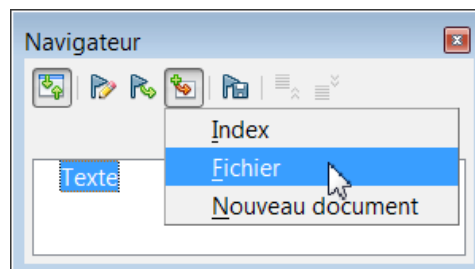 Navigateur
Index
Fichier
Texte
Nouveau document